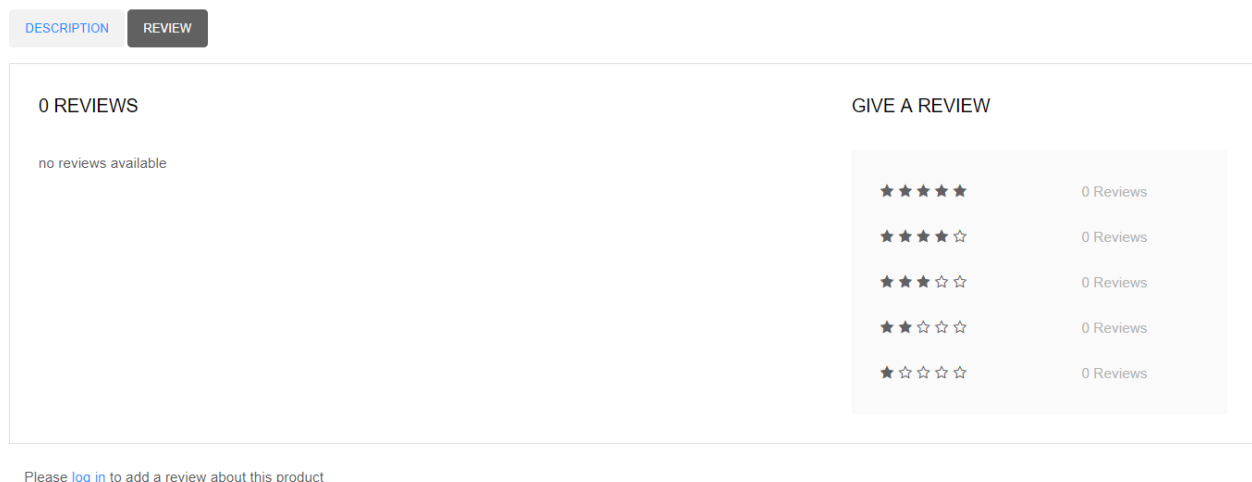 DESCRIPTION REVIEW
0 REVIEWS
no reviews available
GIVE A REVIEW
0 Reviews
0 Reviews
0 Reviews
0 Reviews
0 Reviews
Please log in to add a review about this product